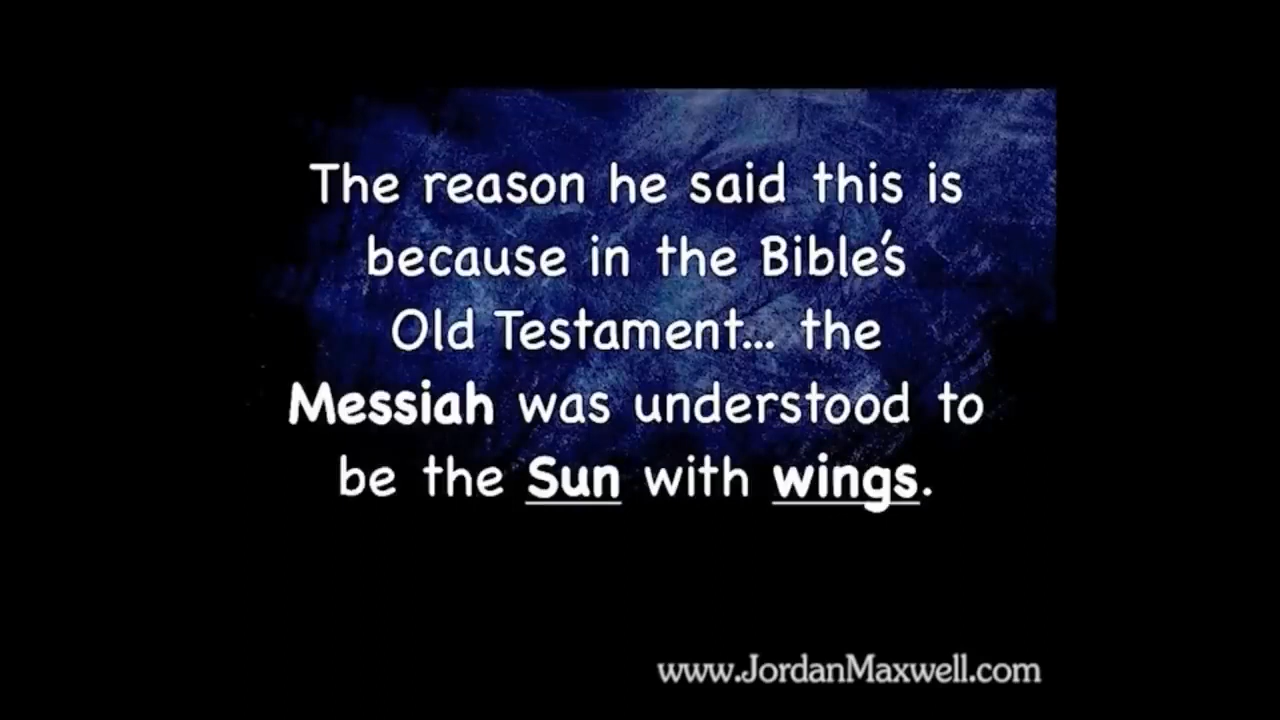 The reason he said this is
because in the Bible's
Old Testament... the
Messiah was understood to
be the Sun with wings.
www.JordanMaxwell.com